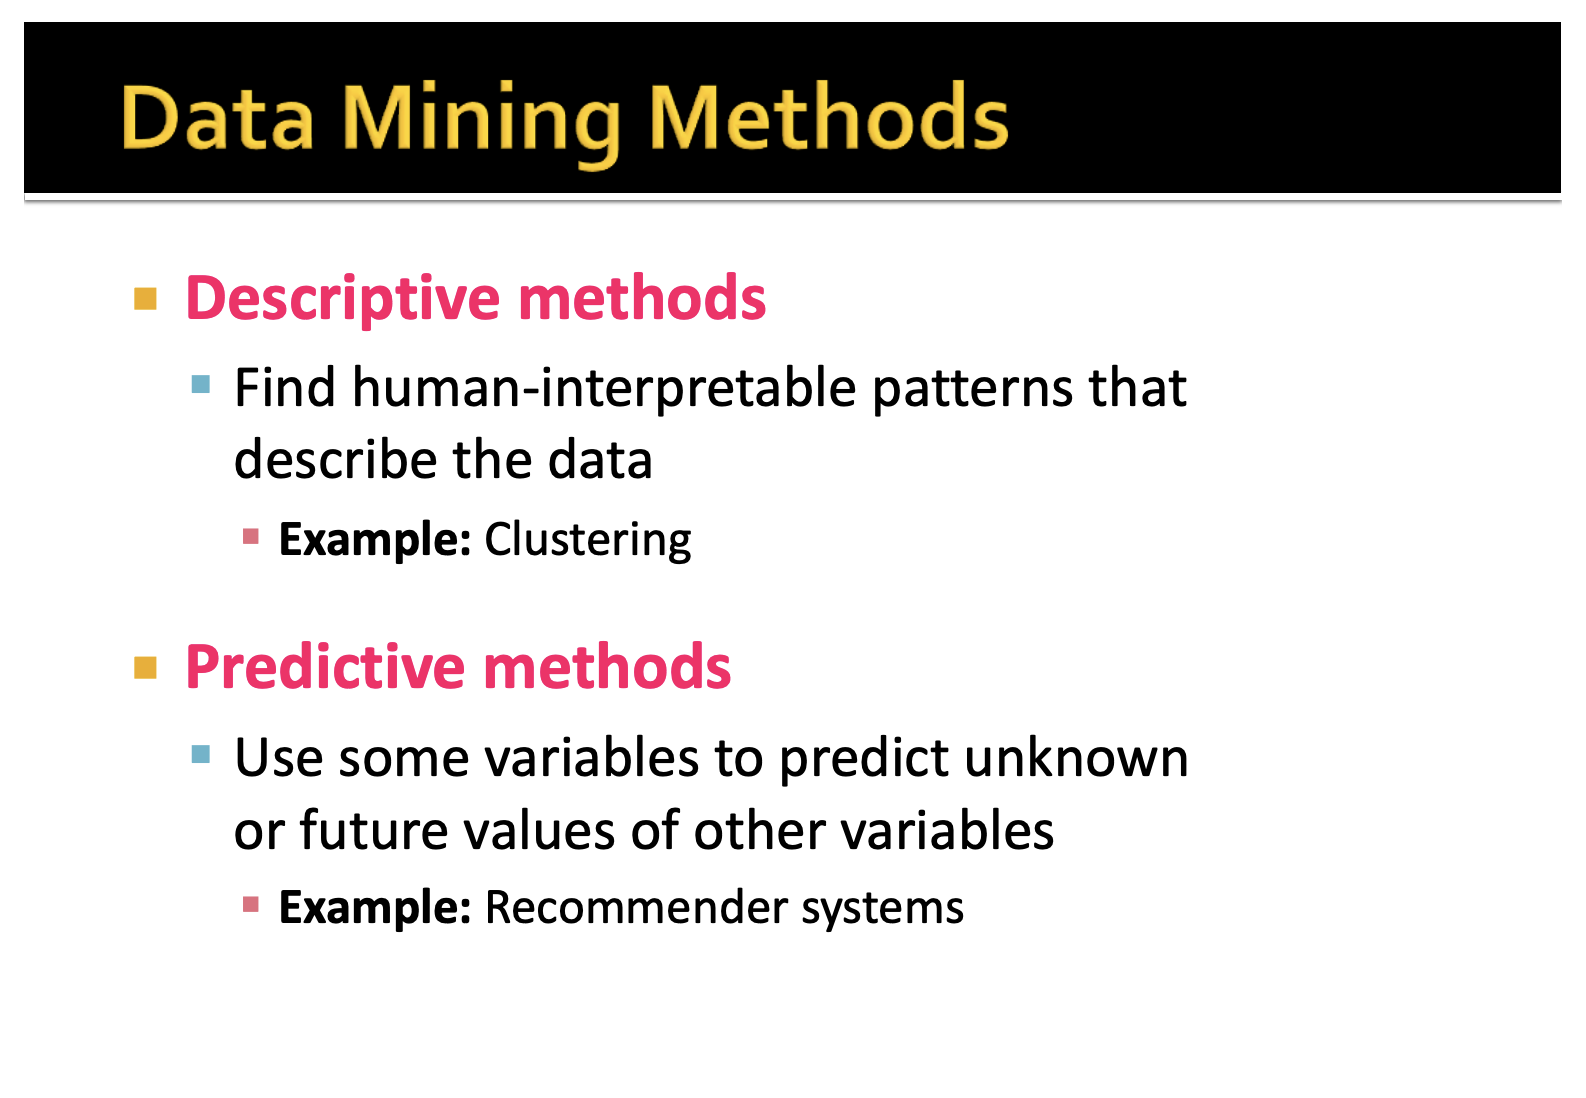 Data Mining Methods
Descriptive methods
Find human-interpretable patterns that
describe the data
Example: Clustering
Predictive methods
Use some variables to predict unknown
or future values of other variables
Example: Recommender systems